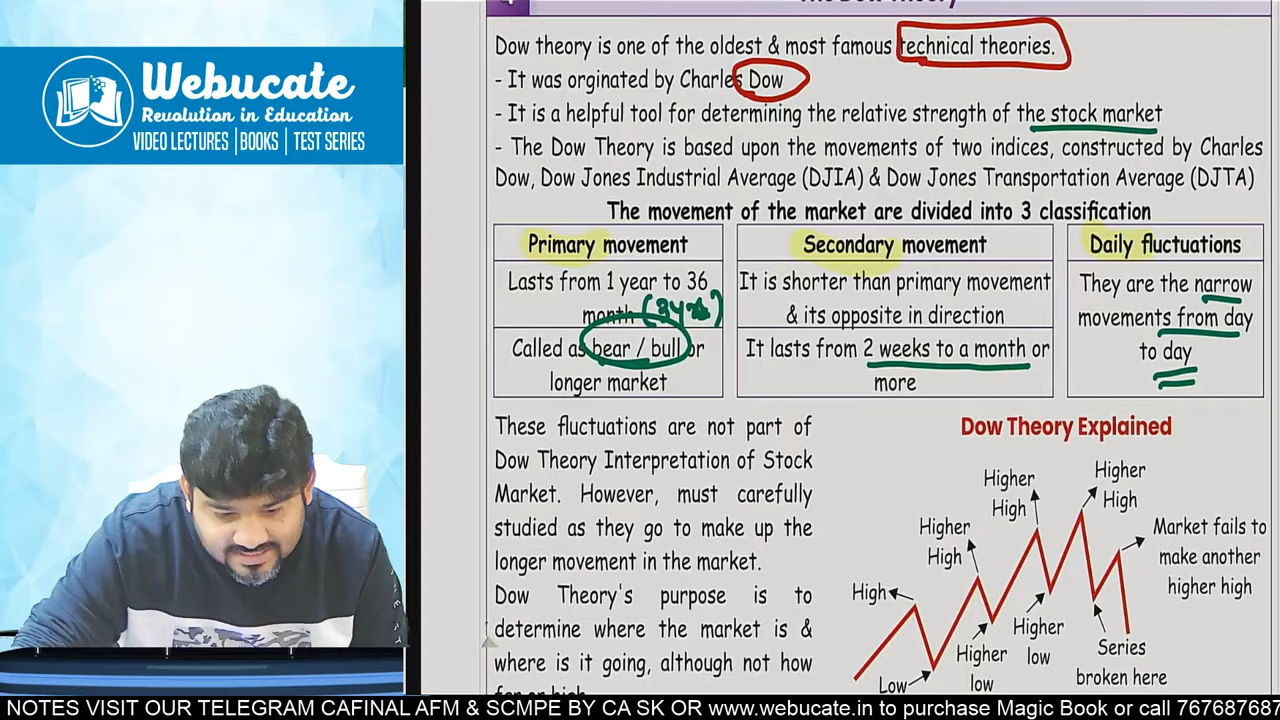 Webucate
Revolution in Education
VIDEO LECTURES | BOOKS | TEST SERIES
4
The Dow Theory
Dow theory is one of the oldest & most famous technical theories.
- It was orginated by Charles Dow
- It is a helpful tool for determining the relative strength of the stock market
- The Dow Theory is based upon the movements of two indices, constructed by Charles
Dow, Dow Jones Industrial Average (DJIA) & Dow Jones Transportation Average (DJTA)
The movement of the market are divided into 3 classification
Primary movement
Lasts from 1 year to 36
month
Called as bear / bull or
longer market
Secondary movement
It is shorter than primary movement
& its opposite in direction
It lasts from 2 weeks to a month or
more
Daily fluctuations
They are the narrow
movements from day
to day
These fluctuations are not part of
Dow Theory Interpretation of Stock
Market. However, must carefully
studied as they go to make up the
longer movement in the market.
Dow Theory's purpose is to
determine where the market is &
where is it going, although not how
far or high
Dow Theory Explained
High
Low
Higher
High
Higher
low
Higher
High
Higher
low
Higher
High
Series
broken here
Market fails to
make another
higher high
NOTES VISIT OUR TELEGRAM CAFINAL AFM & SCMPE BY CA SK OR www.webucate.in to purchase Magic Book or call 767687687